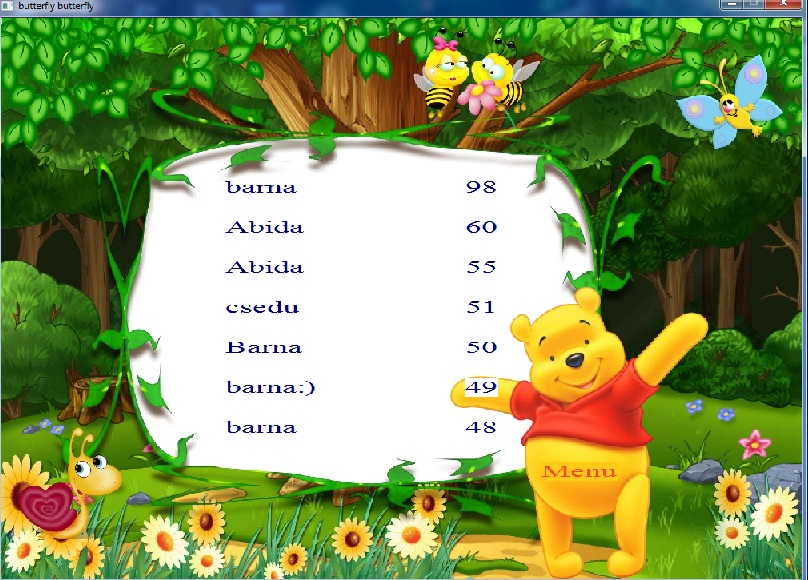 butterfly butterfly
barna 98
Abida 60
Abida 55
csedu 51
Barna 50
barna:) 49
barna 48
Menu